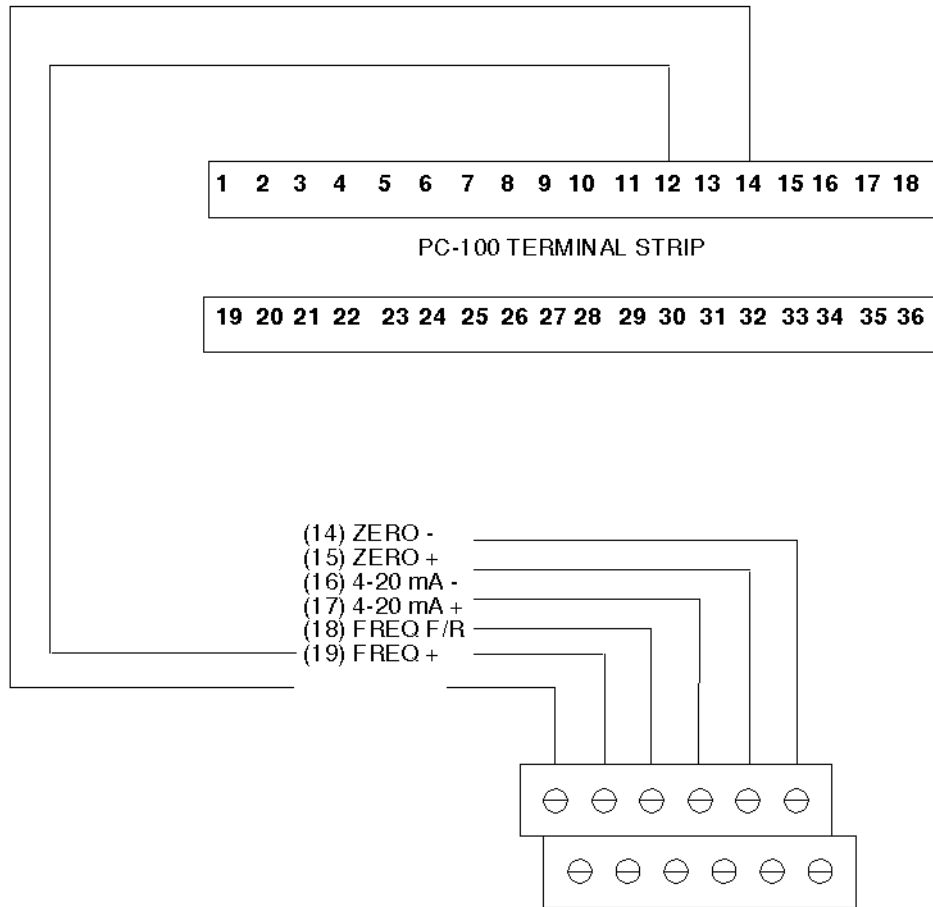 1 2 3 4 5 6 7 8 9 10 11 12 13 14 15 16 17 18
PC-100 TERMINAL STRIP
19 20 21 22 23 24 25 26 27 28 29 30 31 32 33 34 35 36
(14) ZERO -
(15) ZERO +
(16) 4-20 mA -
(17) 4-20 mA +
(18) FREQ F/R
(19) FREQ +